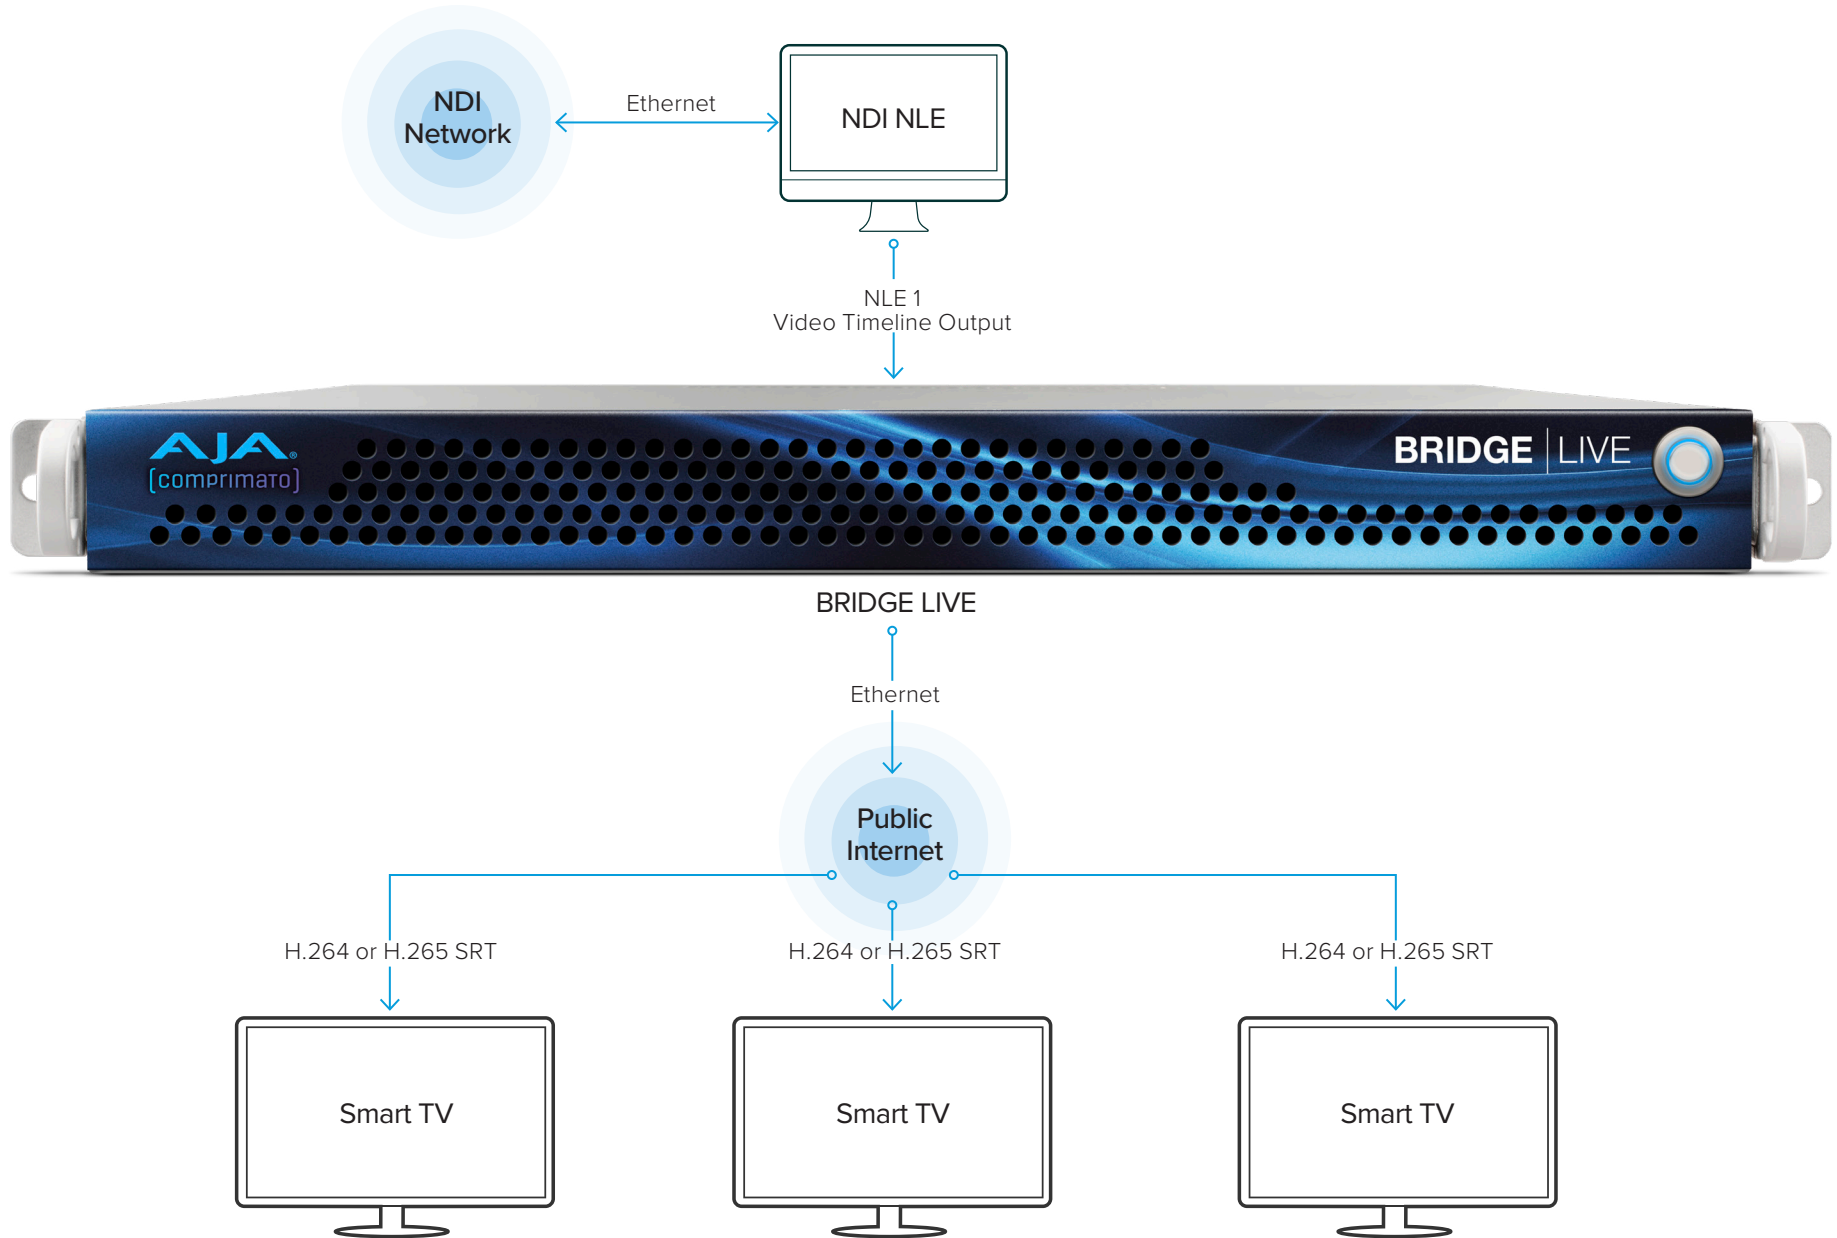 NDI
Network
Ethernet
NDI NLE
NLE 1
Video Timeline Output
AJA®
[comprimato]
BRIDGE | LIVE
BRIDGE LIVE
Ethernet
Public
Internet
H.264 or H.265 SRT
H.264 or H.265 SRT
H.264 or H.265 SRT
Smart TV
Smart TV
Smart TV